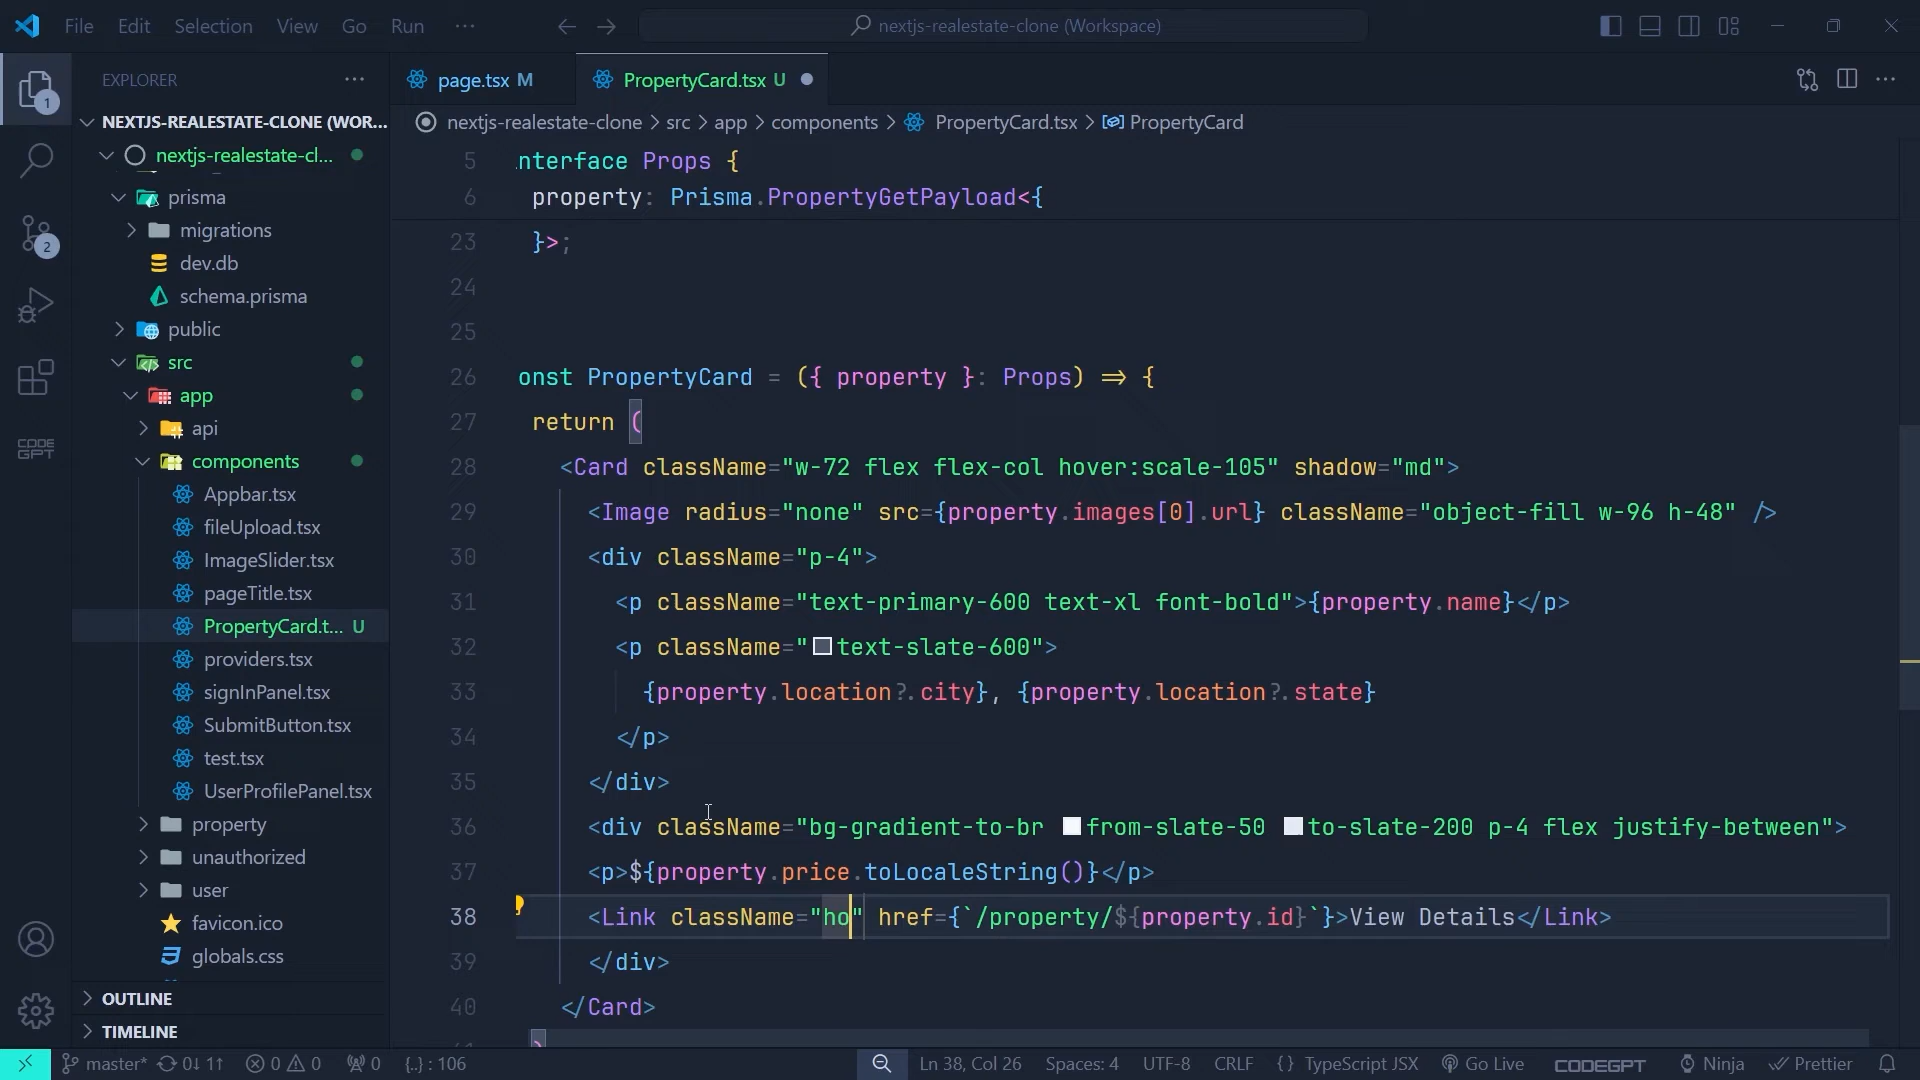 File Edit Selection View Go Run ···
nextjs-realestate-clone (Workspace)
EXPLORER ···
page.tsx M
PropertyCard.tsx U
1
NEXTJS-REALESTATE-CLONE (WOR...
nextjs-realestate-clone > src > app > components > PropertyCard.tsx > PropertyCard
nextjs-realestate-cl...
prisma
migrations
dev.db
schema.prisma
public
src
app
api
components
Appbar.tsx
fileUpload.tsx
ImageSlider.tsx
pageTitle.tsx
PropertyCard.t... U
providers.tsx
signInPanel.tsx
SubmitButton.tsx
test.tsx
UserProfilePanel.tsx
property
unauthorized
user
favicon.ico
globals.css
OUTLINE
TIMELINE
2
CODE
GPT
5 nterface Props {
6 property: Prisma.PropertyGetPayload<{
23 }>;
24
25
26 onst PropertyCard = ({ property }: Props) => {
27 return (
28 <Card className="w-72 flex flex-col hover:scale-105" shadow="md">
29 <Image radius="none" src={property.images[0].url} className="object-fill w-96 h-48" />
30 <div className="p-4">
31 <p className="text-primary-600 text-xl font-bold">{property.name}</p>
32 <p className="text-slate-600">
33 {property.location?.city}, {property.location?.state}
34 </p>
35 </div>
36 <div className="bg-gradient-to-br from-slate-50 to-slate-200 p-4 flex justify-between">
37 <p>${property.price.toLocaleString()}</p>
38 <Link className="ho" href={`/property/${property.id}`}>View Details</Link>
39 </div>
40 </Card>
master* 0↓ 1↑ 0 0 0 {..} : 106
Ln 38, Col 26 Spaces: 4 UTF-8 CRLF {} TypeScript JSX Go Live CODEGPT Ninja Prettier